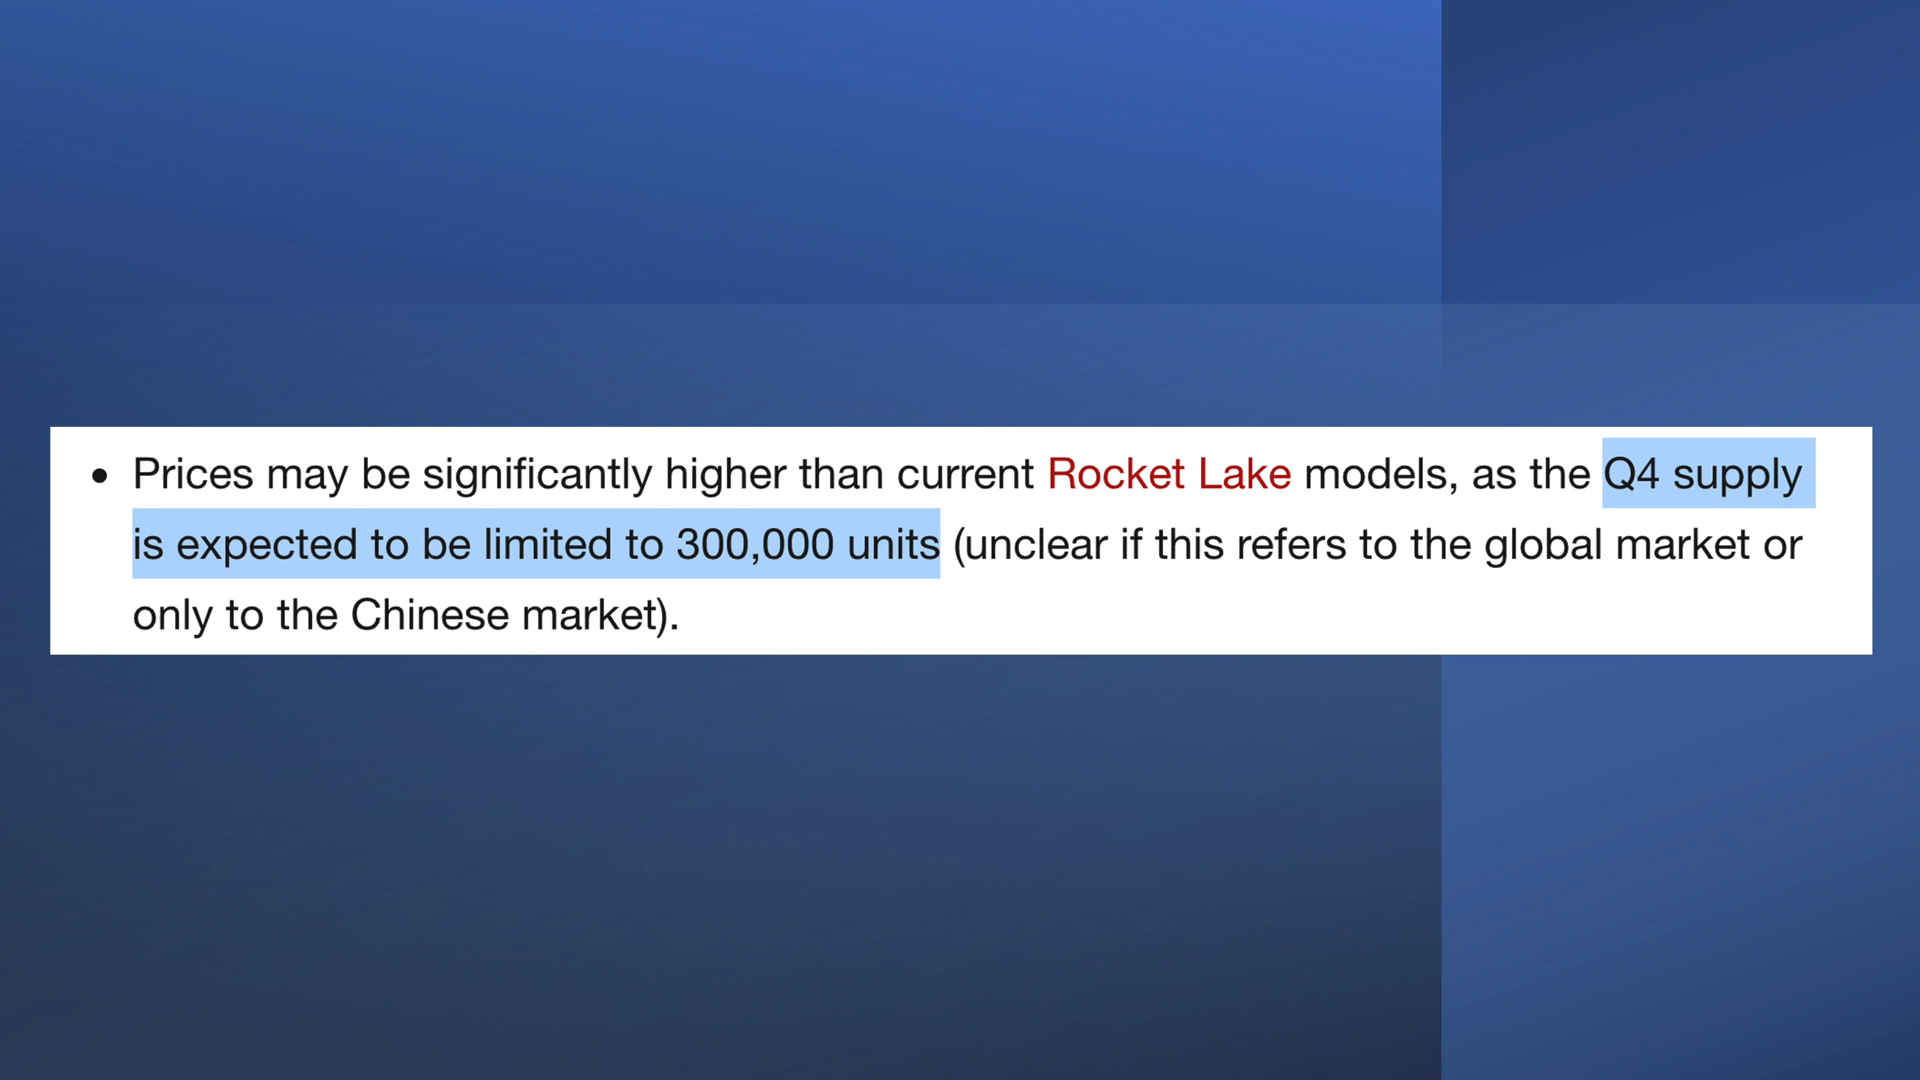 • Prices may be significantly higher than current Rocket Lake models, as the Q4 supply
is expected to be limited to 300,000 units (unclear if this refers to the global market or
only to the Chinese market).